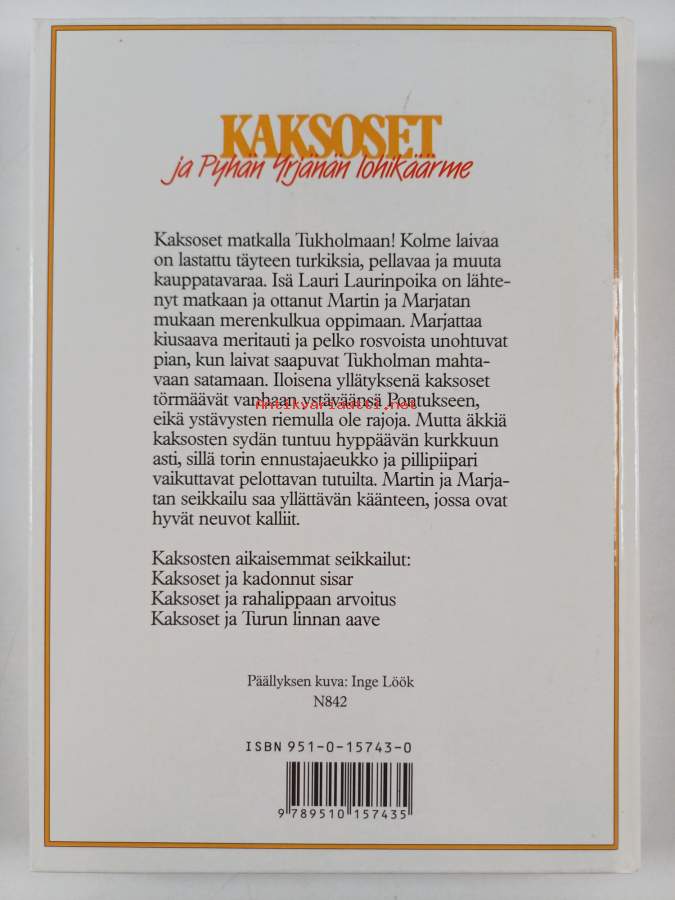 KAKSOSET
ja Pyhän Yrjänän lohikäärme
Kaksoset matkalla Tukholmaan! Kolme laivaa
on lastattu täyteen turkiksia, pellavaa ja muuta
kauppatavaraa. Isä Lauri Laurinpoika on lähte-
nyt matkaan ja ottanut Martin ja Marjatan
mukaan merenkulkua oppimaan. Marjattaa
kiusaava meritauti ja pelko rosvoista unohtuvat
pian, kun laivat saapuvat Tukholman mahta-
vaan satamaan. Iloisena yllätyksenä kaksoset
törmäävät vanhaan ystäväänsä Pontukseen,
Antikvariaatti.net
eikä ystävysten riemulla ole rajoja. Mutta äkkiä
kaksosten sydän tuntuu hyppäävän kurkkuun
asti, sillä torin ennustajaeukko ja pillipiipari
vaikuttavat pelottavan tutuilta. Martin ja Marja-
tan seikkailu saa yllättävän käänteen, jossa ovat
hyvät neuvot kalliit.
Kaksosten aikaisemmat seikkailut:
Kaksoset ja kadonnut sisar
Kaksoset ja rahalippaan arvoitus
Kaksoset ja Turun linnan aave
Päällyksen kuva: Inge Löök
N842
ISBN 951-0-15743-0
9 789510 157435